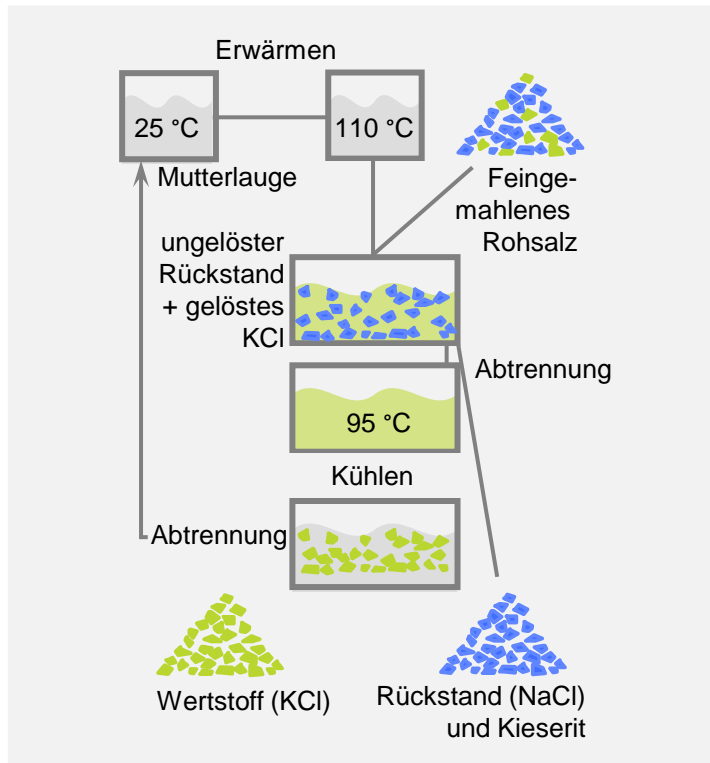 Erwärmen
25 °C
110 °C
Mutterlauge
Feinge-
mahlenes
Rohsalz
ungelöster
Rückstand
+ gelöstes
KCl
Abtrennung
95 °C
Kühlen
Abtrennung
Wertstoff (KCl)
Rückstand (NaCl)
und Kieserit